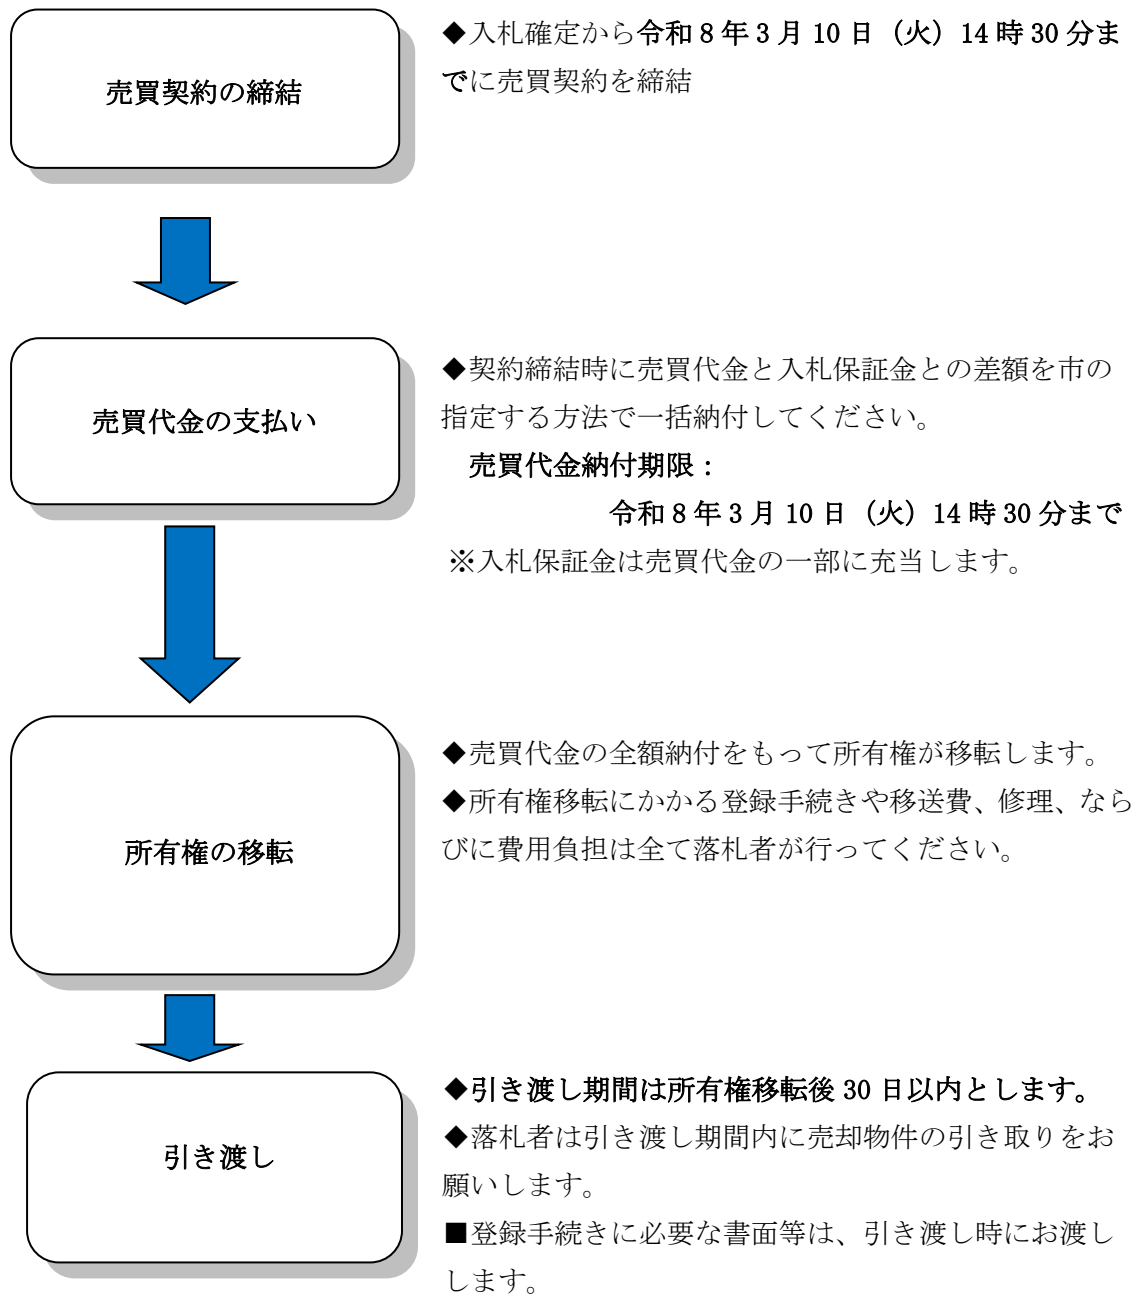 売買契約の締結
◆入札確定から令和 8 年 3 月 10 日（火）14 時 30 分ま
でに売買契約を締結
売買代金の支払い
◆契約締結時に売買代金と入札保証金との差額を市の
指定する方法で一括納付してください。
売買代金納付期限：
令和 8 年 3 月 10 日（火）14 時 30 分まで
※入札保証金は売買代金の一部に充当します。
所有権の移転
◆売買代金の全額納付をもって所有権が移転します。
◆所有権移転にかかる登録手続きや移送費、修理、なら
びに費用負担は全て落札者が行ってください。
引き渡し
◆引き渡し期間は所有権移転後 30 日以内とします。
◆落札者は引き渡し期間内に売却物件の引き取りをお
願いします。
■登録手続きに必要な書面等は、引き渡し時にお渡し
します。